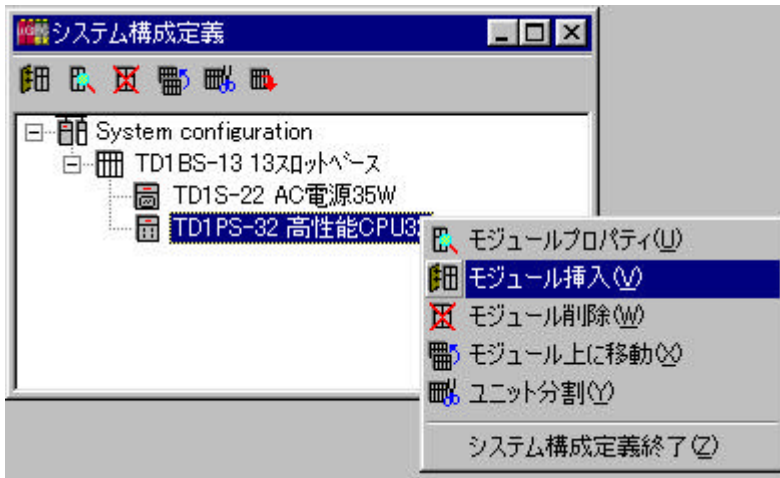 システム構成定義
System configuration
TD1BS-13 13スロットベース
TD1S-22 AC電源35W
TD1PS-32 高性能CPU3
モジュールプロパティ(U)
モジュール挿入(V)
モジュール削除(W)
モジュール上に移動(X)
ユニット分割(Y)
システム構成定義終了(Z)